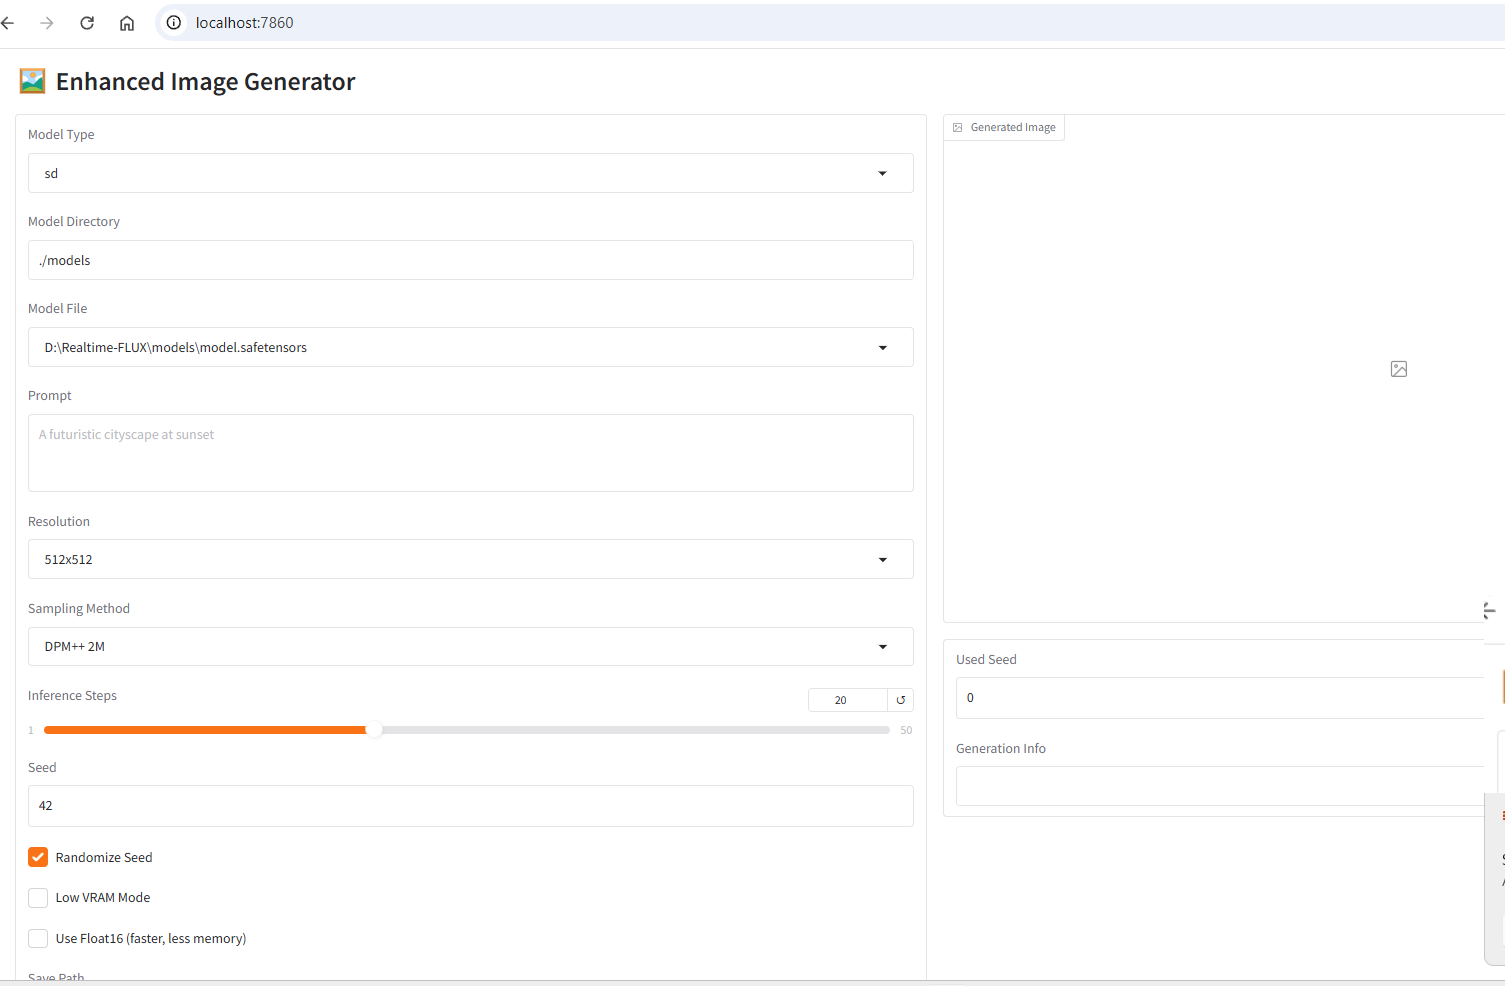 localhost:7860
Enhanced Image Generator
Model Type
sd
Model Directory
./models
Model File
D:\Realtime-FLUX\models\model.safetensors
Prompt
A futuristic cityscape at sunset
Resolution
512x512
Sampling Method
DPM++ 2M
Inference Steps
20
1
50
Seed
42
Randomize Seed
Low VRAM Mode
Use Float16 (faster, less memory)
Save Path
Generated Image
Used Seed
0
Generation Info